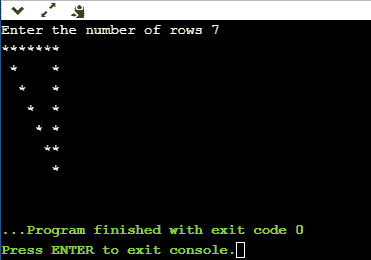 Enter the number of rows 7
*******
 *    *
  *   *
   *  *
    * *
     **
      *
...Program finished with exit code 0
Press ENTER to exit console.